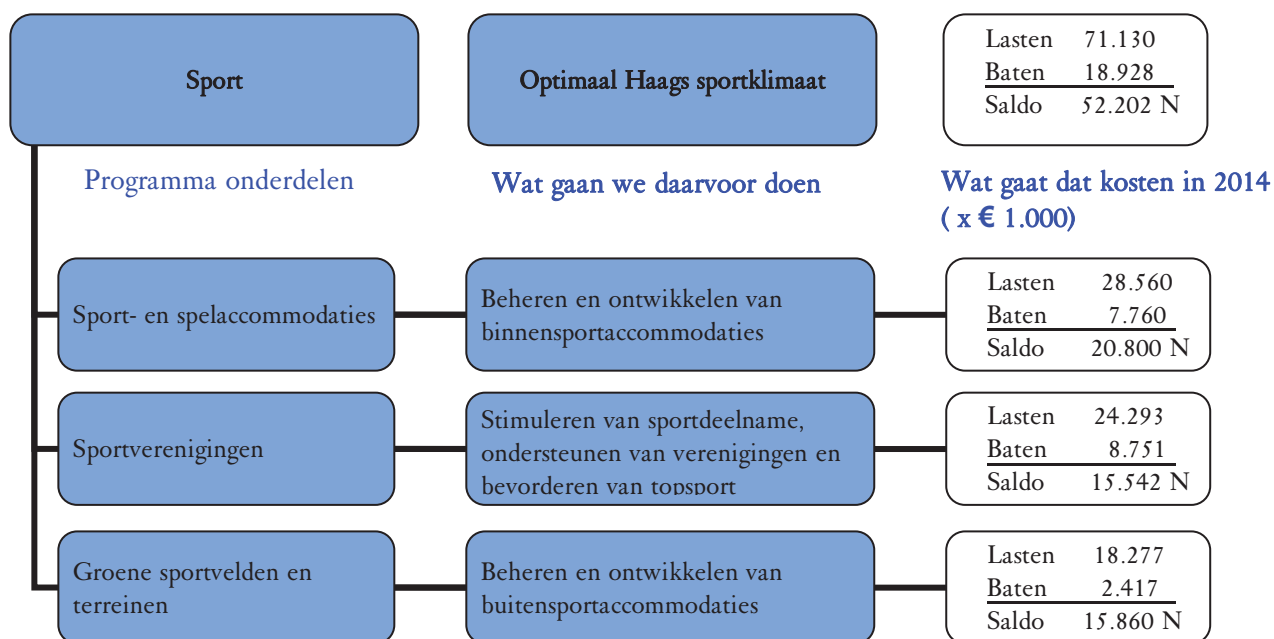 Sport
Optimaal Haags sportklimaat
Lasten 71.130
Baten 18.928
Saldo 52.202 N
Programma onderdelen
Wat gaan we daarvoor doen
Wat gaat dat kosten in 2014
( x € 1.000)
Sport- en spelaccommodaties
Beheren en ontwikkelen van
binnensportaccommodaties
Lasten 28.560
Baten 7.760
Saldo 20.800 N
Sportverenigingen
Stimuleren van sportdeelname,
ondersteunen van verenigingen en
bevorderen van topsport
Lasten 24.293
Baten 8.751
Saldo 15.542 N
Groene sportvelden en
terreinen
Beheren en ontwikkelen van
buitensportaccommodaties
Lasten 18.277
Baten 2.417
Saldo 15.860 N